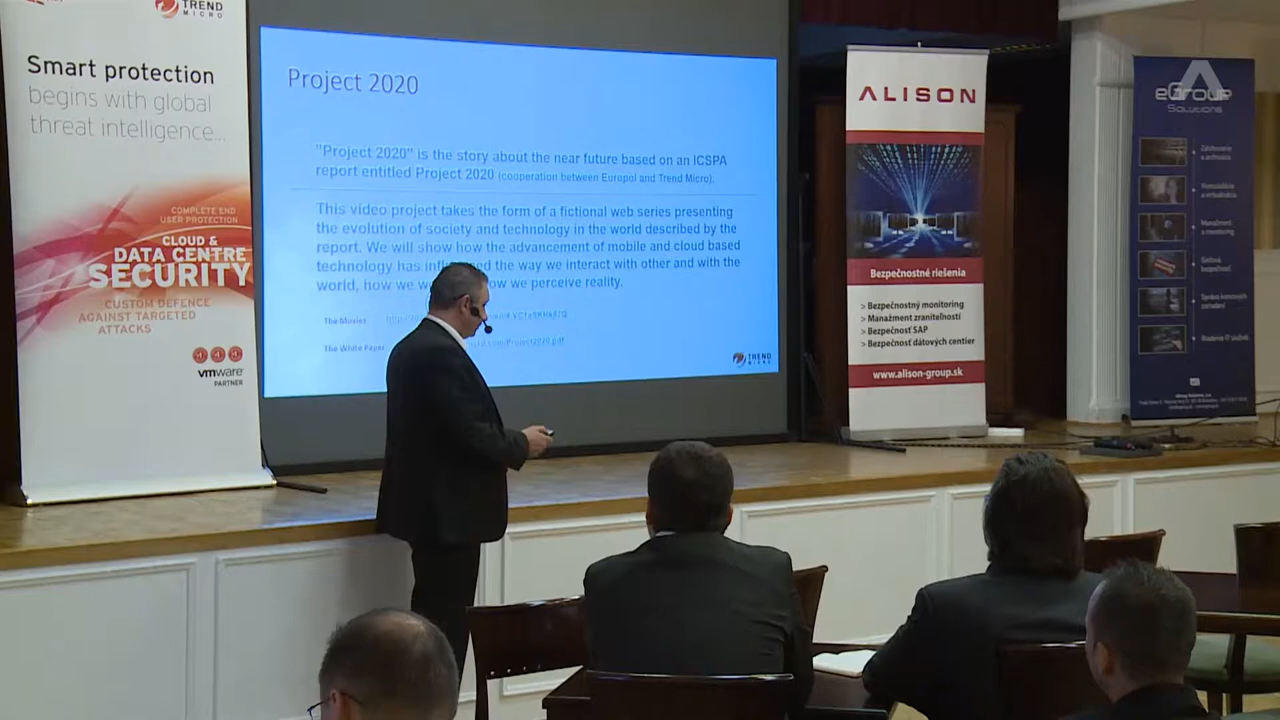 TREND
MICRO
Smart protection
begins with global
threat intelligence...
COMPLETE END
USER PROTECTION
CLOUD &
DATA CENTRE
SECURITY
CUSTOM DEFENCE
AGAINST TARGETED
ATTACKS
vmware
PARTNER
Project 2020
"Project 2020" is the story about the near future based on an ICSPA
report entitled Project 2020 (cooperation between Europol and Trend Micro).
This video project takes the form of a fictional web series presenting
the evolution of society and technology in the world described by the
report. We will show how the advancement of mobile and cloud based
technology has the way we interact with other and with the
world, how we we perceive reality.
The Movies
The White Paper
TREND
MICRO
ALISON
Bezpečnostné riešenia
> Bezpečnostný monitoring
> Manažment zraniteľností
> Bezpečnosť SAP
> Bezpečnosť dátových centier
www.alison-group.sk
eGroup
Solutions